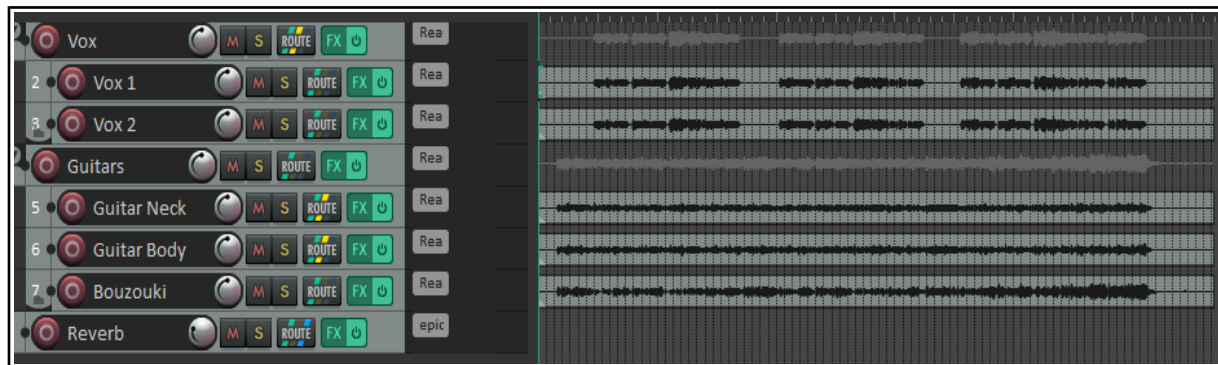 Vox M S ROUTE FX Rea
2 Vox 1 M S ROUTE FX Rea
3 Vox 2 M S ROUTE FX Rea
Guitars M S ROUTE FX Rea
5 Guitar Neck M S ROUTE FX Rea
6 Guitar Body M S ROUTE FX Rea
7 Bouzouki M S ROUTE FX Rea
Reverb M S ROUTE FX epic